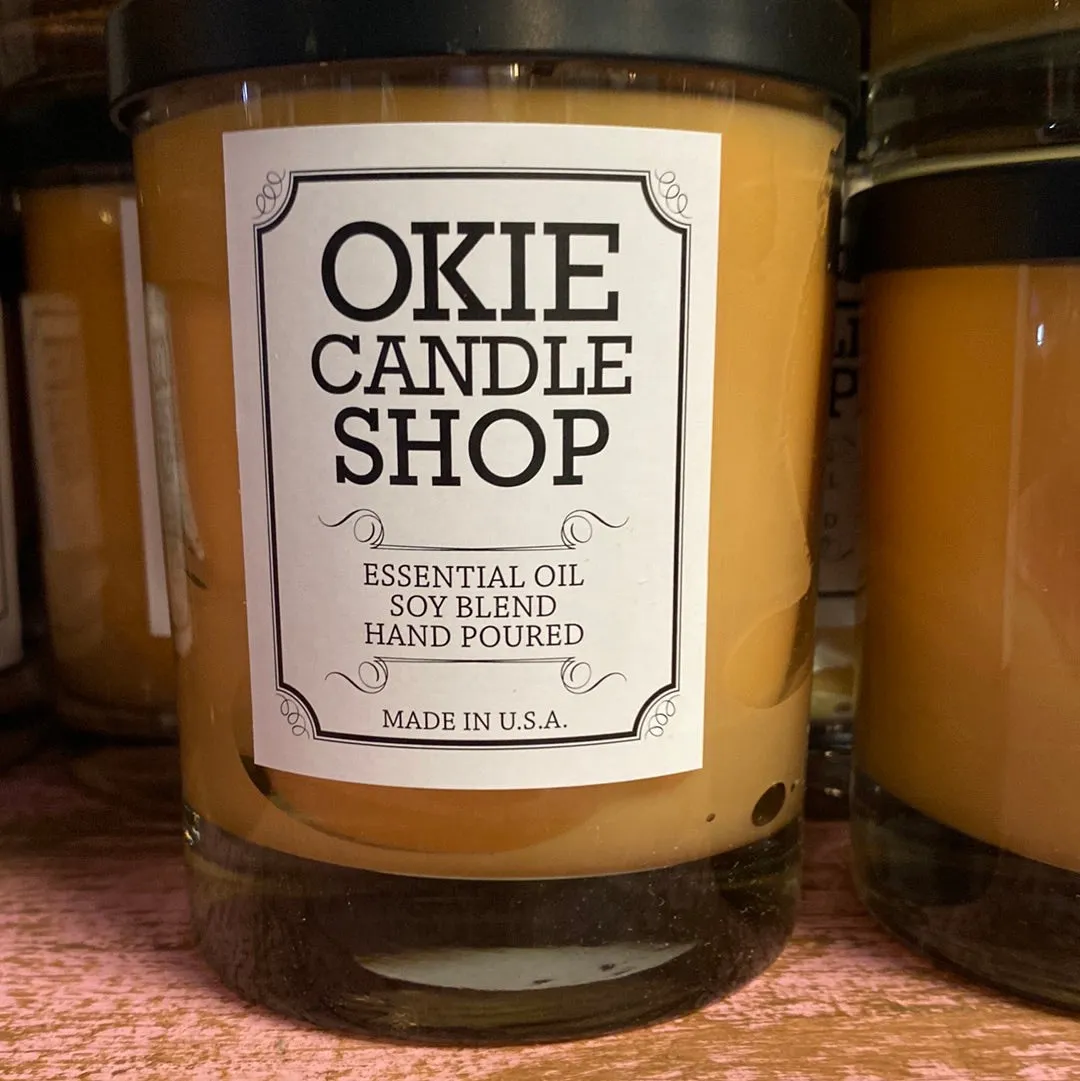 OKIE
CANDLE
SHOP
ESSENTIAL OIL
SOY BLEND
HAND POURED
MADE IN U.S.A.